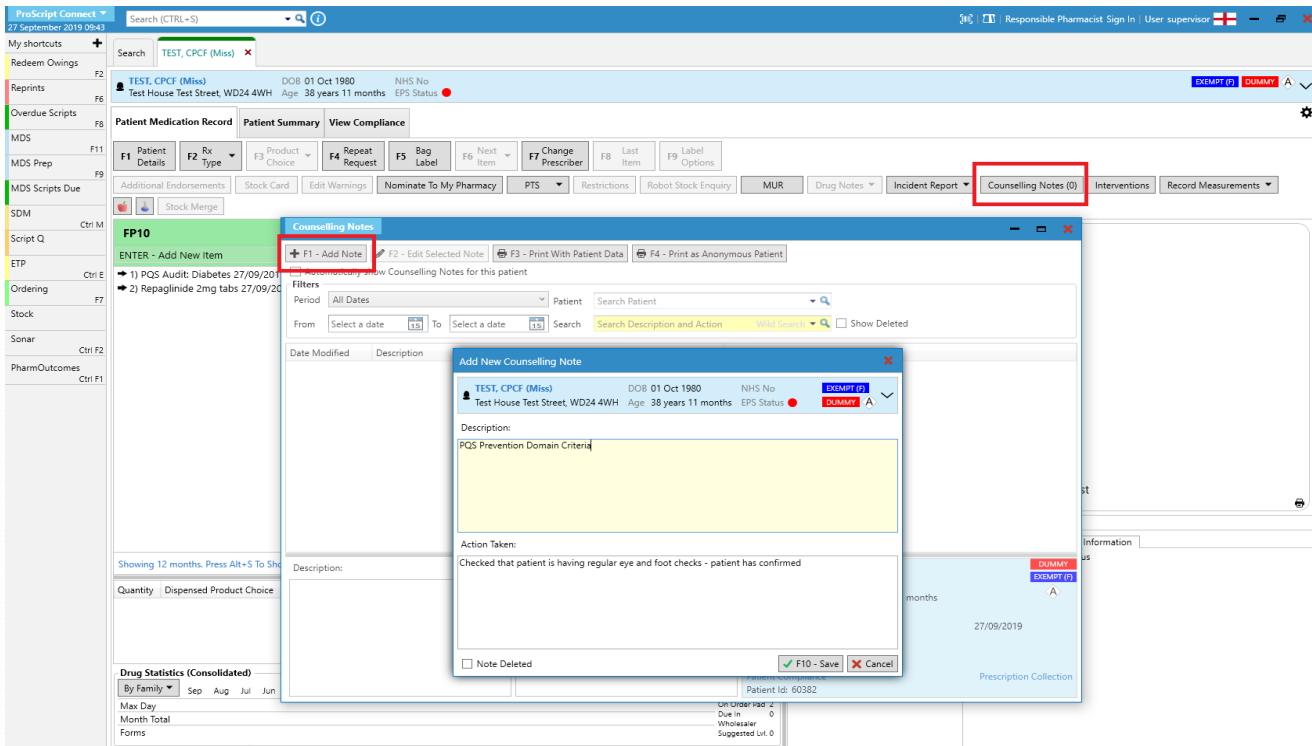 ProScript Connect
27 September 2019 09:43
Search (CTRL+S)
Responsible Pharmacist Sign In | User supervisor
My shortcuts
Redeem Owings
F2
Reprints
F6
Overdue Scripts
F8
MDS
F11
MDS Prep
F9
MDS Scripts Due
SDM
Ctrl M
Script Q
ETP
Ctrl E
Ordering
F7
Stock
Sonar
Ctrl F2
PharmOutcomes
Ctrl F1
Search TEST, CPCF (Miss)
TEST, CPCF (Miss) DOB 01 Oct 1980 NHS No EXEMPT (F) DUMMY A
Test House Test Street, WD24 4WH Age 38 years 11 months EPS Status
Patient Medication Record Patient Summary View Compliance
F1 Patient Details F2 Rx Type F3 Product Choice F4 Repeat Request F5 Bag Label F6 Next Item F7 Change Prescriber F8 Last Item F9 Label Options
Additional Endorsements Stock Card Edit Warnings Nominate To My Pharmacy PTS Restrictions Robot Stock Enquiry MUR Drug Notes Incident Report Counselling Notes (0) Interventions Record Measurements
Stock Merge
FP10
ENTER - Add New Item
1) PQS Audit: Diabetes 27/09/201
2) Repaglinide 2mg tabs 27/09/20
Showing 12 months. Press Alt+S To Sho
Quantity Dispensed Product Choice
Drug Statistics (Consolidated)
By Family Sep Aug Jul Jun
Max Day
Month Total
Forms
Counselling Notes
F1 - Add Note F2 - Edit Selected Note F3 - Print With Patient Data F4 - Print as Anonymous Patient
Automatically show Counselling Notes for this patient
Filters
Period All Dates Patient Search Patient
From Select a date 15 To Select a date 15 Search Search Description and Action Wild Search Show Deleted
Date Modified Description
Description:
Add New Counselling Note
TEST, CPCF (Miss) DOB 01 Oct 1980 NHS No EXEMPT (F)
Test House Test Street, WD24 4WH Age 38 years 11 months EPS Status DUMMY A
Description:
PQS Prevention Domain Criteria
Action Taken:
Checked that patient is having regular eye and foot checks - patient has confirmed
Note Deleted F10 - Save Cancel
DUMMY
EXEMPT (F)
A
months
27/09/2019
Patient Compliance Prescription Collection
Patient Id: 60382
On Order Pad 2
Due In 0
Wholesaler
Suggested Lvl. 0
st
Information
us